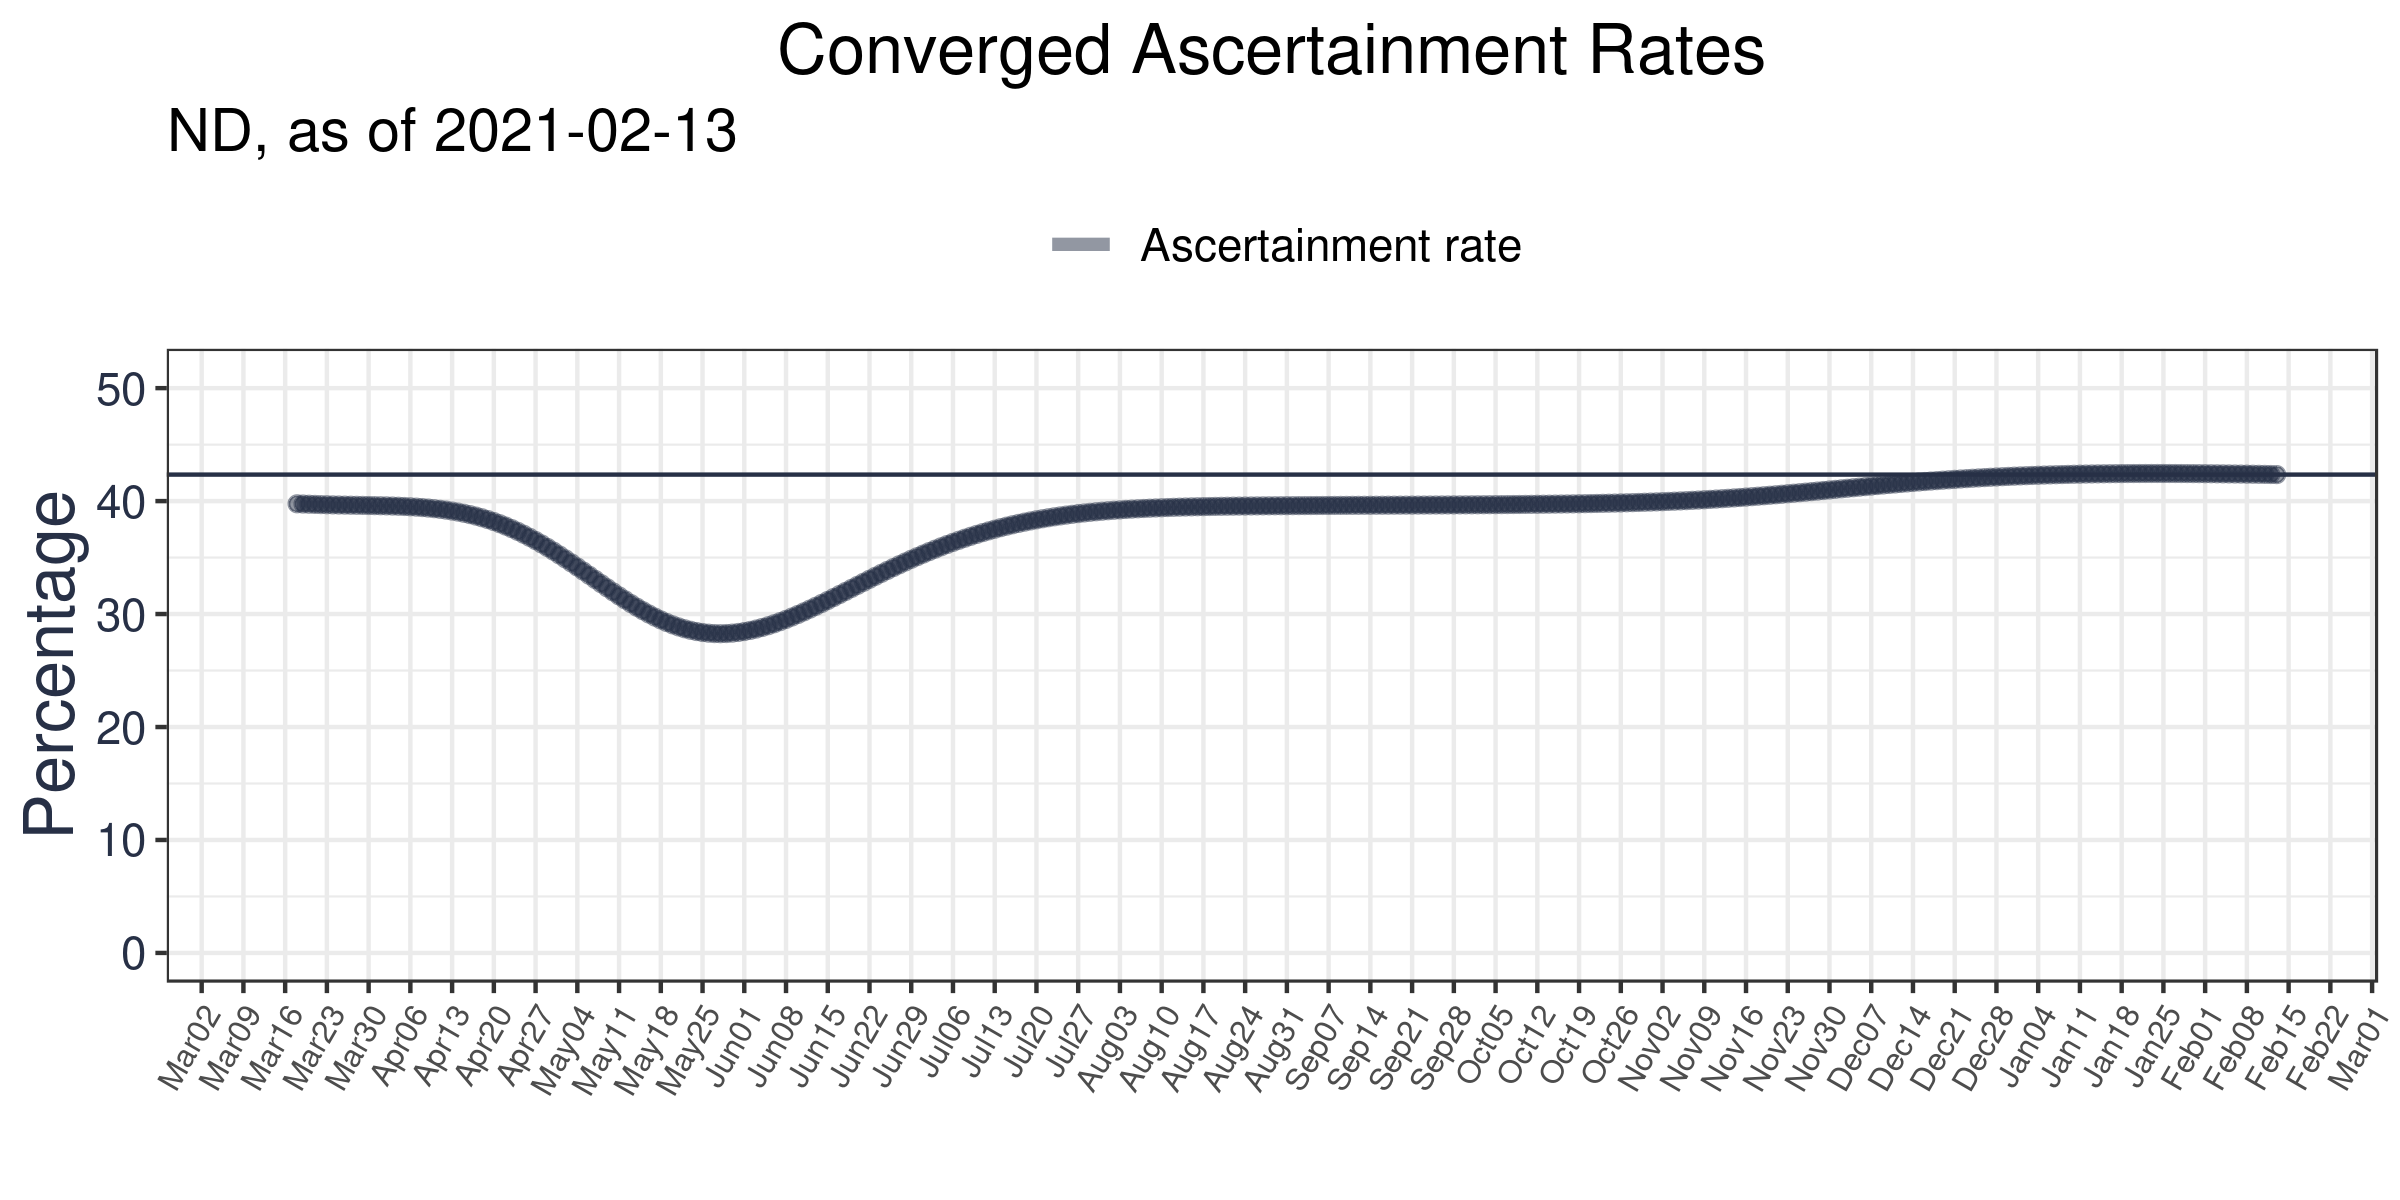 Converged Ascertainment Rates
ND, as of 2021-02-13
Ascertainment rate
Percentage
50
40
30
20
10
0
Mar02 Mar09 Mar16 Mar23 Mar30 Apr06 Apr13 Apr20 Apr27 May04 May11 May18 May25 Jun01 Jun08 Jun15 Jun22 Jun29 Jul06 Jul13 Jul20 Jul27 Aug03 Aug10 Aug17 Aug24 Aug31 Sep07 Sep14 Sep21 Sep28 Oct05 Oct12 Oct19 Oct26 Nov02 Nov09 Nov16 Nov23 Nov30 Dec07 Dec14 Dec21 Dec28 Jan04 Jan11 Jan18 Jan25 Feb01 Feb08 Feb15 Feb22 Mar01